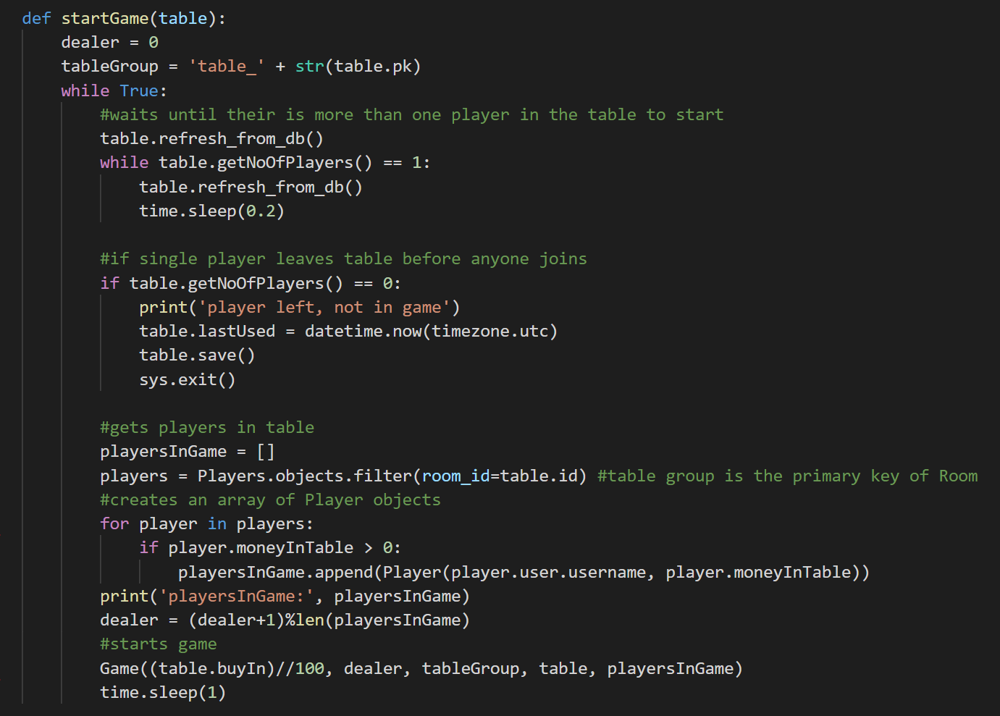 def startGame(table):
    dealer = 0
    tableGroup = 'table_' + str(table.pk)
    while True:
        #waits until their is more than one player in the table to start
        table.refresh_from_db()
        while table.getNoOfPlayers() == 1:
            table.refresh_from_db()
            time.sleep(0.2)

        #if single player leaves table before anyone joins
        if table.getNoOfPlayers() == 0:
            print('player left, not in game')
            table.lastUsed = datetime.now(timezone.utc)
            table.save()
            sys.exit()

        #gets players in table
        playersInGame = []
        players = Players.objects.filter(room_id=table.id) #table group is the primary key of Room
        #creates an array of Player objects
        for player in players:
            if player.moneyInTable > 0:
                playersInGame.append(Player(player.user.username, player.moneyInTable))
        print('playersInGame:', playersInGame)
        dealer = (dealer+1)%len(playersInGame)
        #starts game
        Game((table.buyIn)//100, dealer, tableGroup, table, playersInGame)
        time.sleep(1)